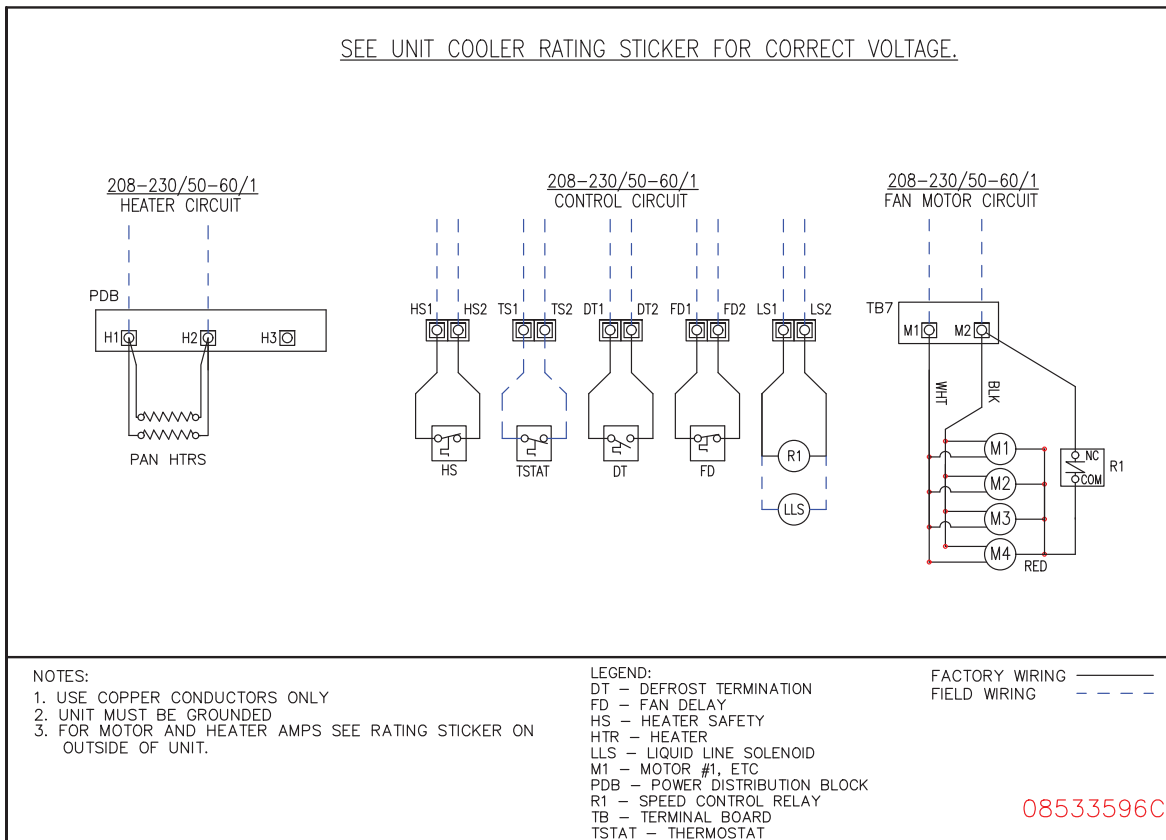 SEE UNIT COOLER RATING STICKER FOR CORRECT VOLTAGE.
208-230/50-60/1
HEATER CIRCUIT
208-230/50-60/1
CONTROL CIRCUIT
208-230/50-60/1
FAN MOTOR CIRCUIT
PDB
H1
H2
H3
PAN HTRS
HS1
HS2
TS1
TS2
DT1
DT2
FD1
FD2
LS1
LS2
HS
TSTAT
DT
FD
R1
LLS
TB7
M1
M2
WHT
BLK
M1
M2
M3
M4
RED
NC
COM
R1
NOTES:
1. USE COPPER CONDUCTORS ONLY
2. UNIT MUST BE GROUNDED
3. FOR MOTOR AND HEATER AMPS SEE RATING STICKER ON
OUTSIDE OF UNIT.
LEGEND:
DT - DEFROST TERMINATION
FD - FAN DELAY
HS - HEATER SAFETY
HTR - HEATER
LLS - LIQUID LINE SOLENOID
M1 - MOTOR #1, ETC
PDB - POWER DISTRIBUTION BLOCK
R1 - SPEED CONTROL RELAY
TB - TERMINAL BOARD
TSTAT - THERMOSTAT
FACTORY WIRING
FIELD WIRING
08533596C